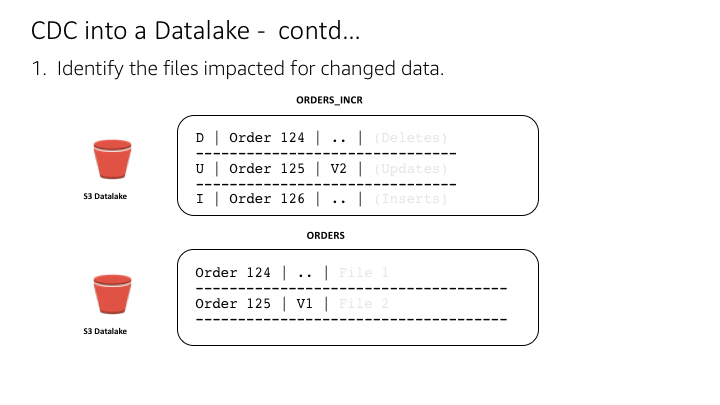 CDC into a Datalake -  contd...
1.  Identify the files impacted for changed data.
ORDERS_INCR
D | Order 124 | .. | (Deletes)
-------------------------------
U | Order 125 | V2 | (Updates)
-------------------------------
I | Order 126 | .. | (Inserts)
S3 Datalake
ORDERS
Order 124 | .. | File 1
-------------------------------------
Order 125 | V1 | File 2
-------------------------------------
S3 Datalake